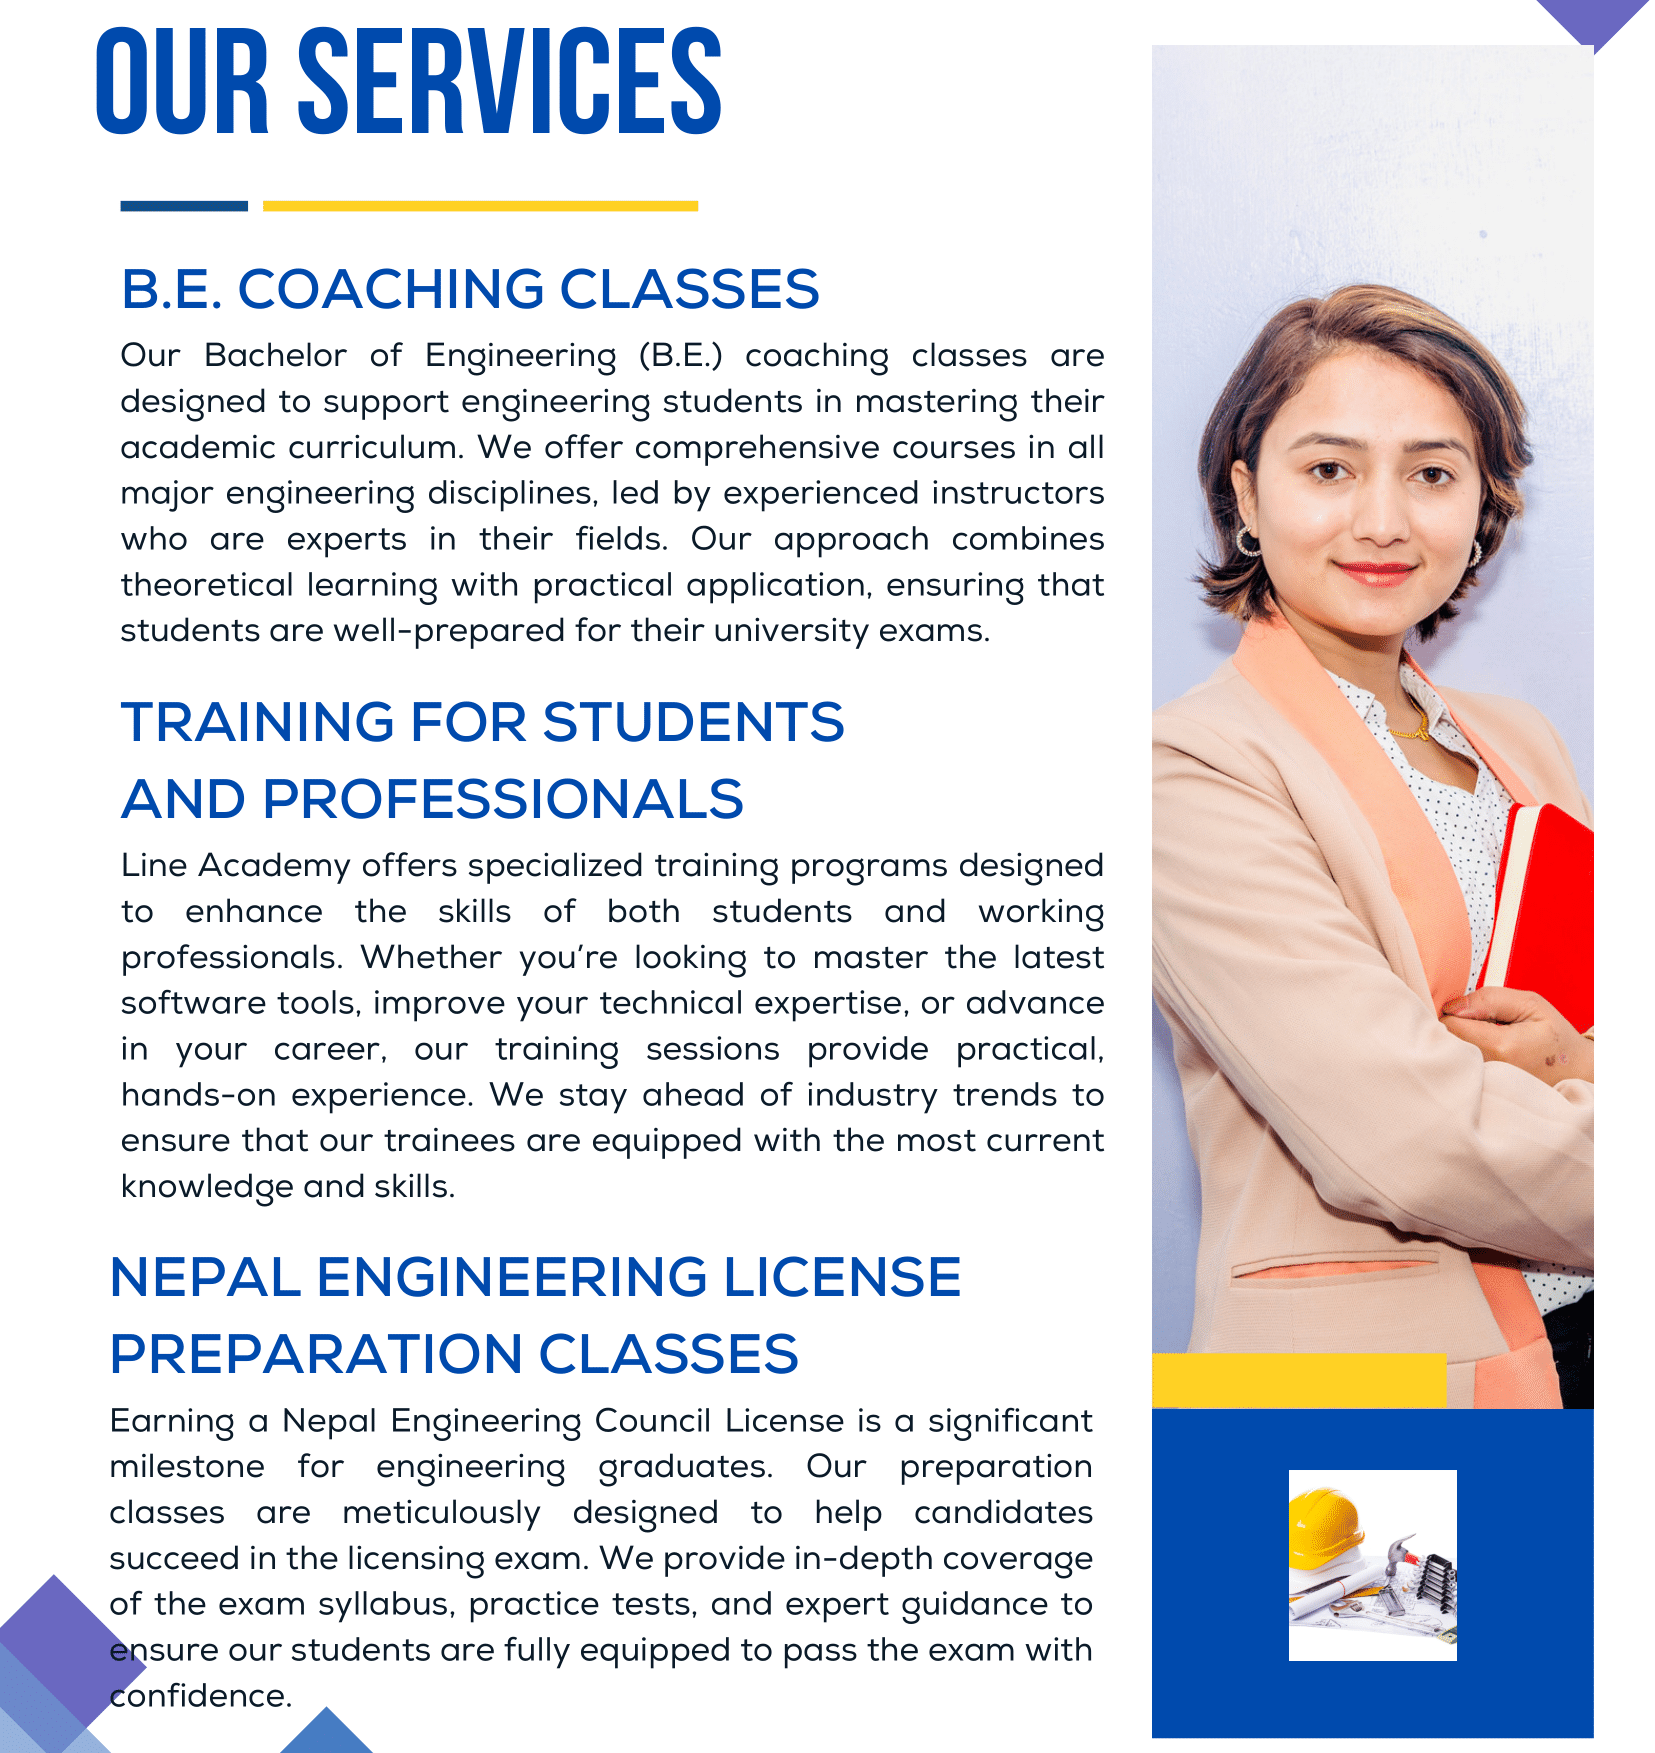 OUR SERVICES
B.E. COACHING CLASSES
Our Bachelor of Engineering (B.E.) coaching classes are
designed to support engineering students in mastering their
academic curriculum. We offer comprehensive courses in all
major engineering disciplines, led by experienced instructors
who are experts in their fields. Our approach combines
theoretical learning with practical application, ensuring that
students are well-prepared for their university exams.
TRAINING FOR STUDENTS
AND PROFESSIONALS
Line Academy offers specialized training programs designed
to enhance the skills of both students and working
professionals. Whether you’re looking to master the latest
software tools, improve your technical expertise, or advance
in your career, our training sessions provide practical,
hands-on experience. We stay ahead of industry trends to
ensure that our trainees are equipped with the most current
knowledge and skills.
NEPAL ENGINEERING LICENSE
PREPARATION CLASSES
Earning a Nepal Engineering Council License is a significant
milestone for engineering graduates. Our preparation
classes are meticulously designed to help candidates
succeed in the licensing exam. We provide in-depth coverage
of the exam syllabus, practice tests, and expert guidance to
ensure our students are fully equipped to pass the exam with
confidence.